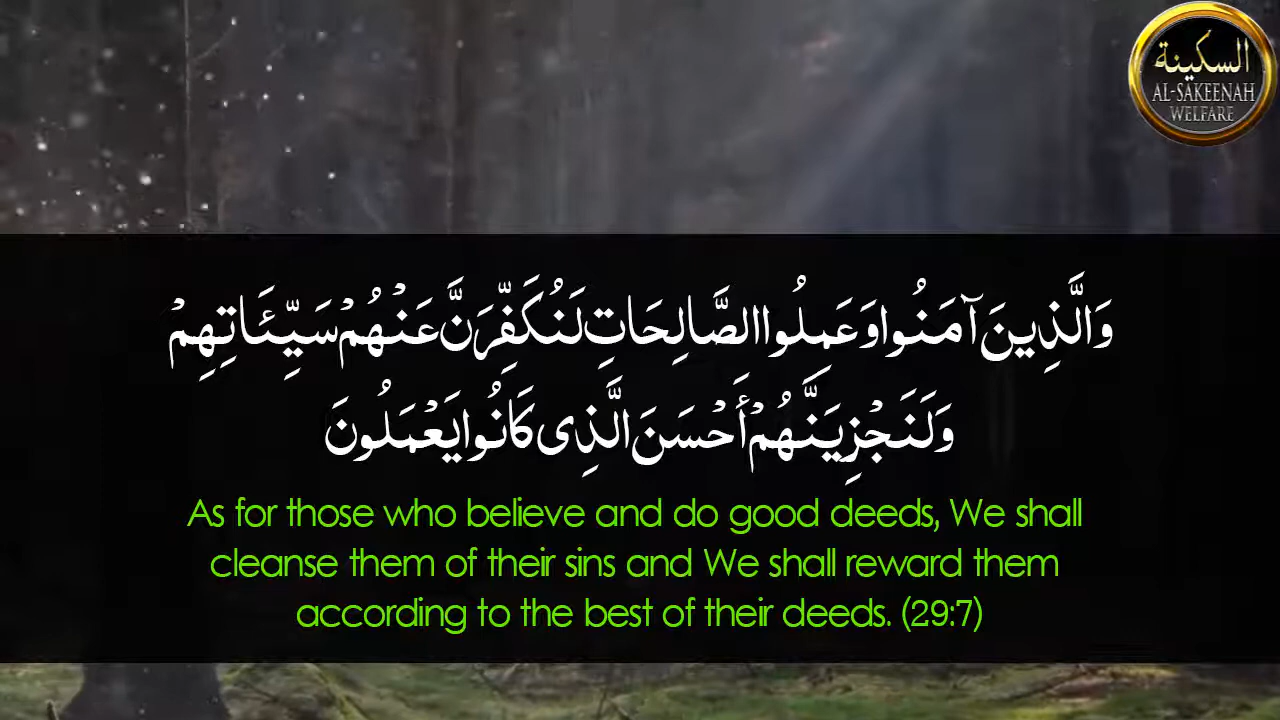 السكينة
AL-SAKEENAH
WELFARE
وَالَّذِينَ آمَنُوا وَعَمِلُوا الصَّالِحَاتِ لَنُكَفِّرَنَّ عَنْهُمْ سَيِّئَاتِهِمْ
وَلَنَجْزِيَنَّهُمْ أَحْسَنَ الَّذِي كَانُوا يَعْمَلُونَ
As for those who believe and do good deeds, We shall
cleanse them of their sins and We shall reward them
according to the best of their deeds. (29:7)